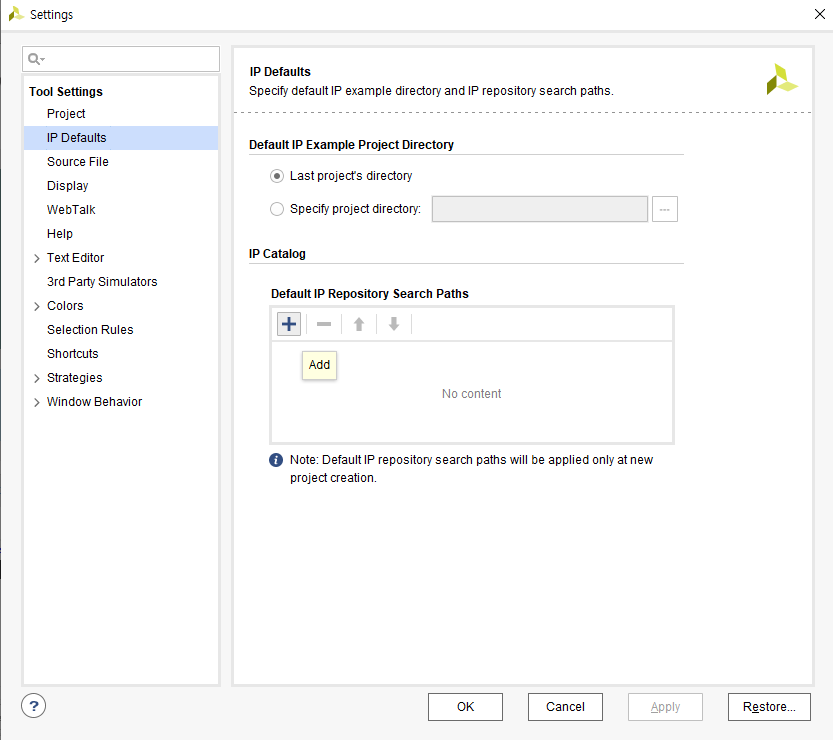 Settings
Tool Settings
Project
IP Defaults
Source File
Display
WebTalk
Help
Text Editor
3rd Party Simulators
Colors
Selection Rules
Shortcuts
Strategies
Window Behavior
IP Defaults
Specify default IP example directory and IP repository search paths.
Default IP Example Project Directory
Last project's directory
Specify project directory:
...
IP Catalog
Default IP Repository Search Paths
Add
No content
Note: Default IP repository search paths will be applied only at new
project creation.
?
OK
Cancel
Apply
Restore...